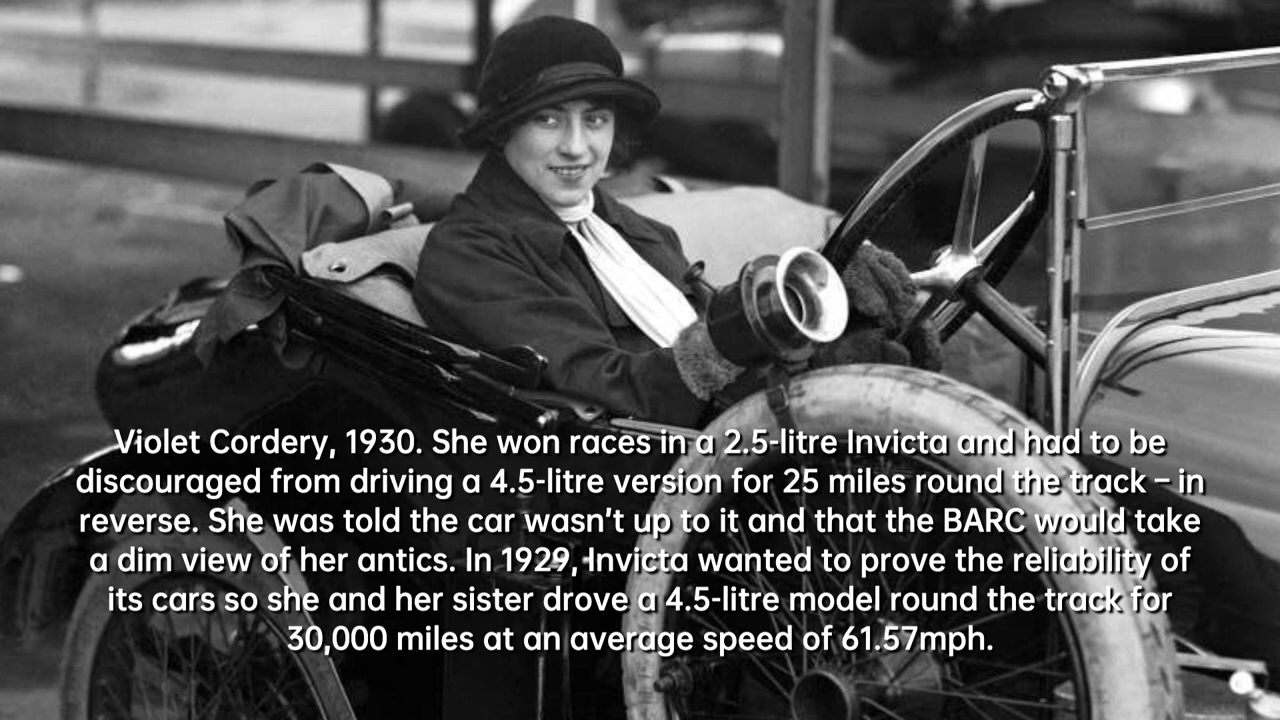 Violet Cordery, 1930. She won races in a 2.5-litre Invicta and had to be
discouraged from driving a 4.5-litre version for 25 miles round the track – in
reverse. She was told the car wasn’t up to it and that the BARC would take
a dim view of her antics. In 1929, Invicta wanted to prove the reliability of
its cars so she and her sister drove a 4.5-litre model round the track for
30,000 miles at an average speed of 61.57mph.